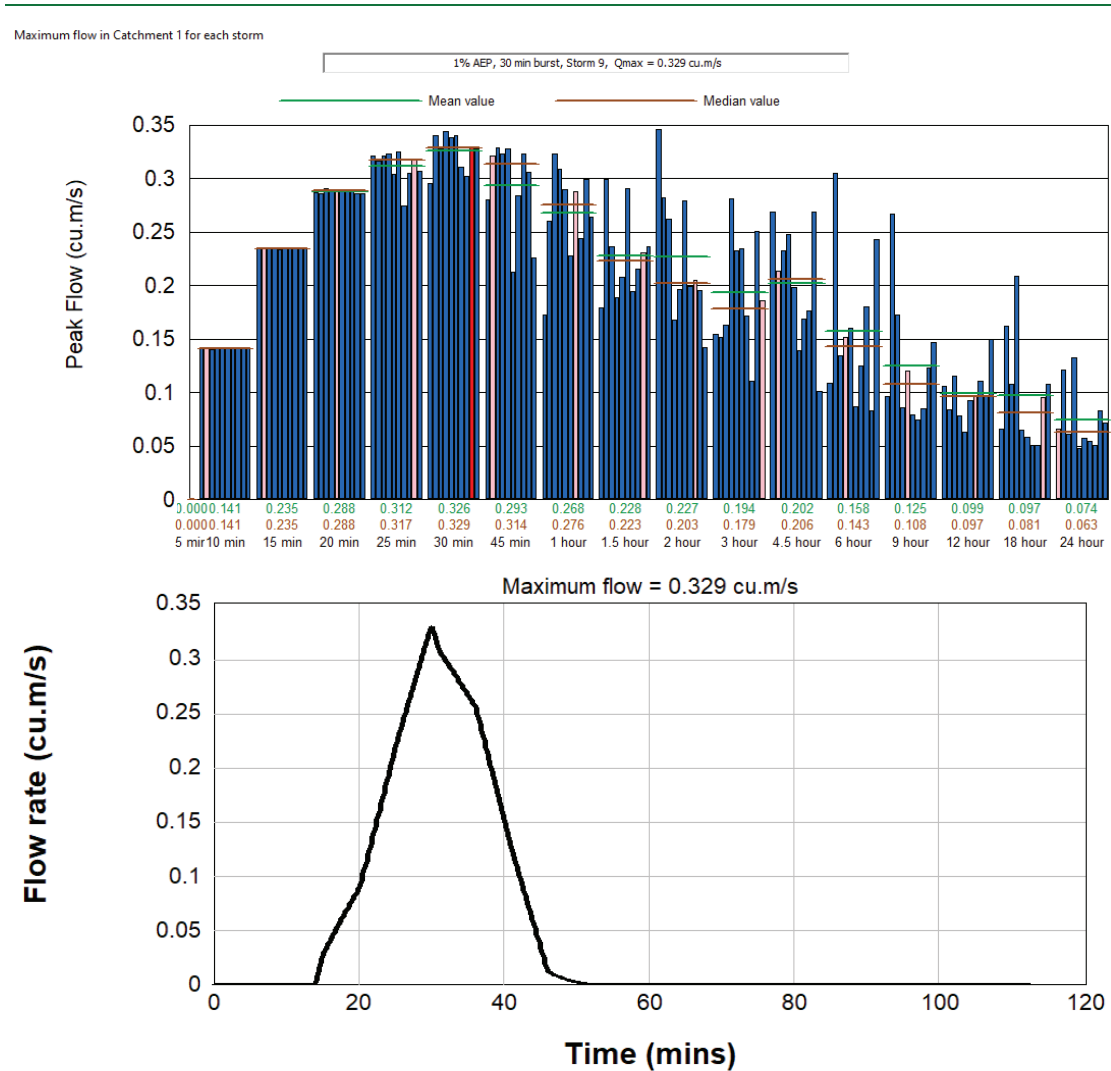 Maximum flow in Catchment 1 for each storm
1% AEP, 30 min burst, Storm 9, Qmax = 0.329 cu.m/s
Mean value Median value
Peak Flow (cu.m/s)
0.35
0.3
0.25
0.2
0.15
0.1
0.05
0
0.000 0.141 0.235 0.288 0.312 0.326 0.293 0.268 0.228 0.227 0.194 0.202 0.158 0.125 0.099 0.097 0.074
0.000 0.141 0.235 0.288 0.317 0.329 0.314 0.276 0.223 0.203 0.179 0.206 0.143 0.108 0.097 0.081 0.063
5 min 10 min 15 min 20 min 25 min 30 min 45 min 1 hour 1.5 hour 2 hour 3 hour 4.5 hour 6 hour 9 hour 12 hour 18 hour 24 hour
Maximum flow = 0.329 cu.m/s
Flow rate (cu.m/s)
0.35
0.3
0.25
0.2
0.15
0.1
0.05
0
0 20 40 60 80 100 120
Time (mins)